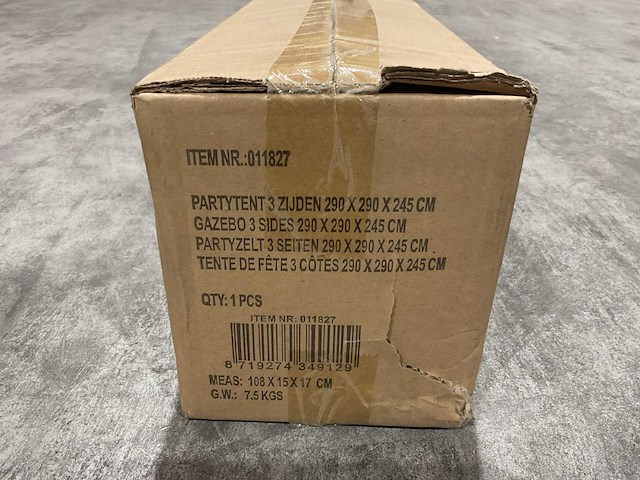 ITEM NR.:011827
PARTYTENT 3 ZIJDEN 290 X 290 X 245 CM
GAZEBO 3 SIDES 290 X 290 X 245 CM
PARTYZELT 3 SEITEN 290 X 290 X 245 CM
TENTE DE FÊTE 3 CÔTES 290 X 290 X 245 CM
QTY: 1 PCS
ITEM NR: 011827
8 719274 349129
MEAS: 108 X 15 X 17 CM
G.W.: 7.5 KGS